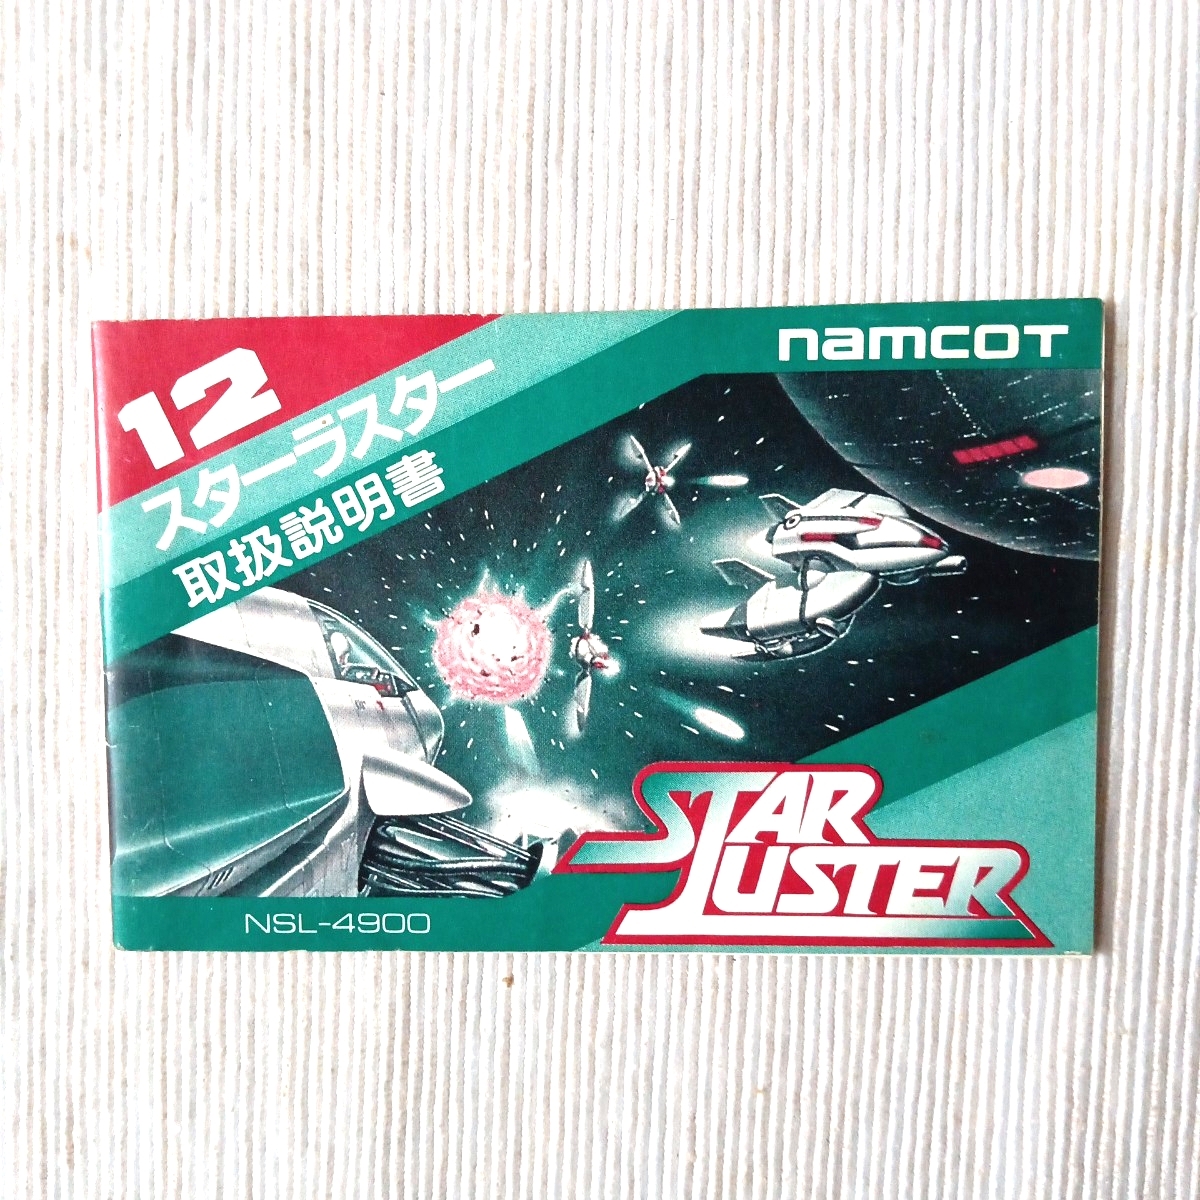 12
スターラスター
取扱説明書
namcoT
STAR
LUSTER
NSL-4900